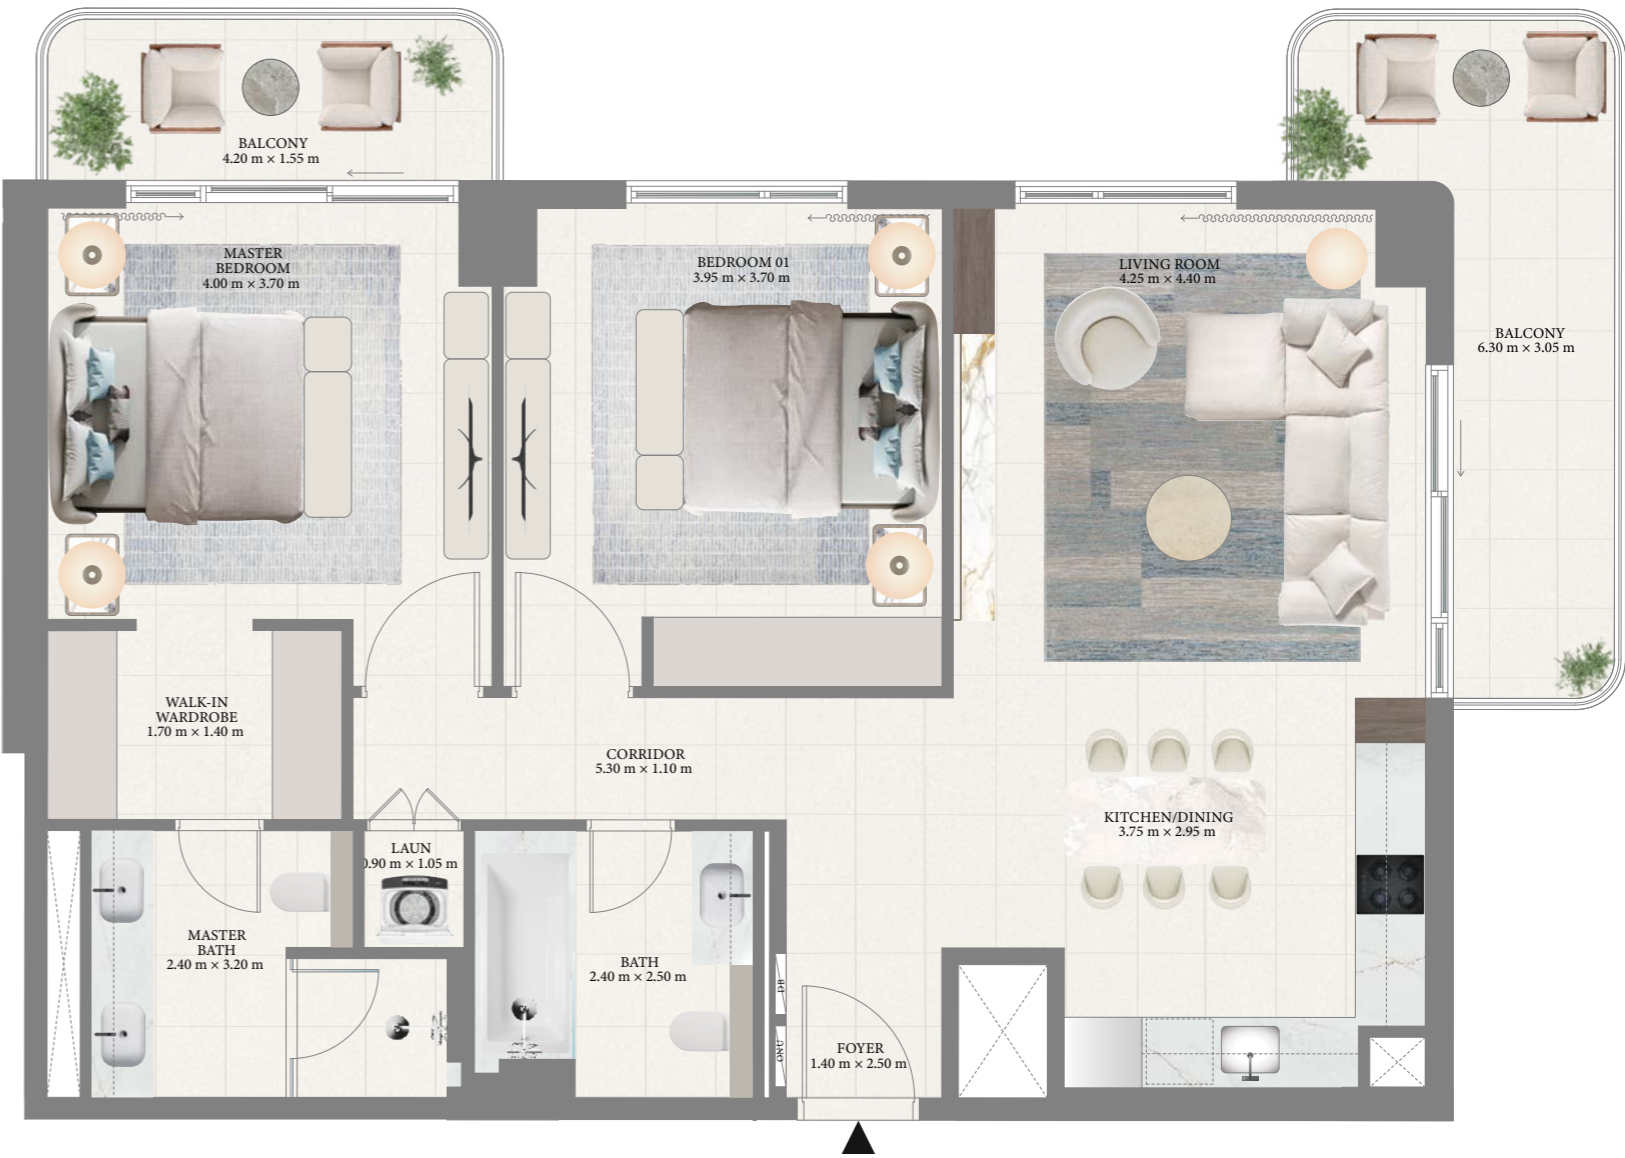 BALCONY
4.20 m × 1.55 m
MASTER
BEDROOM
4.00 m × 3.70 m
BEDROOM 01
3.95 m × 3.70 m
LIVING ROOM
4.25 m × 4.40 m
BALCONY
6.30 m × 3.05 m
WALK-IN
WARDROBE
1.70 m × 1.40 m
CORRIDOR
5.30 m × 1.10 m
KITCHEN/DINING
3.75 m × 2.95 m
LAUN
0.90 m × 1.05 m
MASTER
BATH
2.40 m × 3.20 m
BATH
2.40 m × 2.50 m
DB
ONU
FOYER
1.40 m × 2.50 m